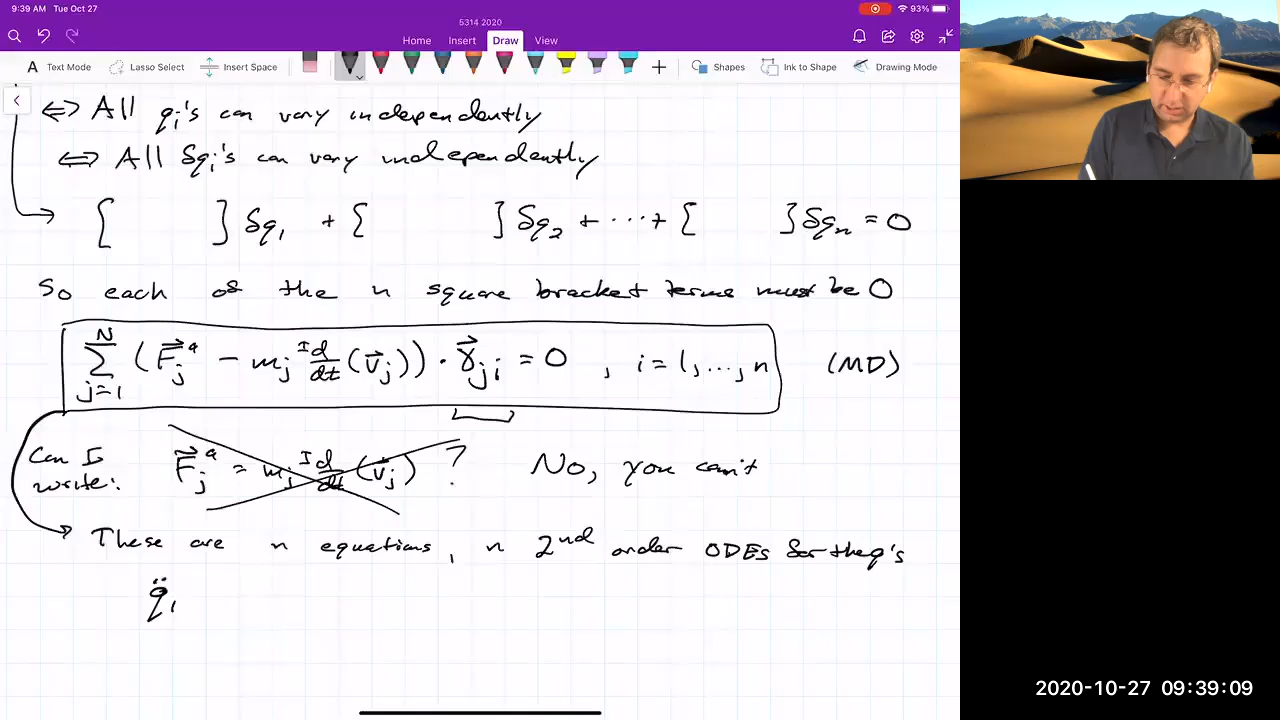 9:39 AM Tue Oct 27
93%
5314 2020
Home Insert Draw View
Text Mode Lasso Select Insert Space Shapes Ink to Shape Drawing Mode
⇔ All qᵢ's can vary independently
⇔ All δqᵢ's can vary independently
[ ] δq₁ + [ ] δq₂ + ··· + [ ] δqₙ = 0
So each of the n square bracket terms must be 0
∑_{j=1}^{N} (F⃗ⱼᵃ - mⱼ ᴵd/dt (v⃗ⱼ)) · γ⃗ⱼᵢ = 0 , i = 1, ..., n (MD)
Can I write: F⃗ⱼᵃ = mⱼ ᴵd/dt (v⃗ⱼ) ? No, you can't
These are n equations, n 2nd order ODEs for the q's
q̈₁
2020-10-27 09:39:09